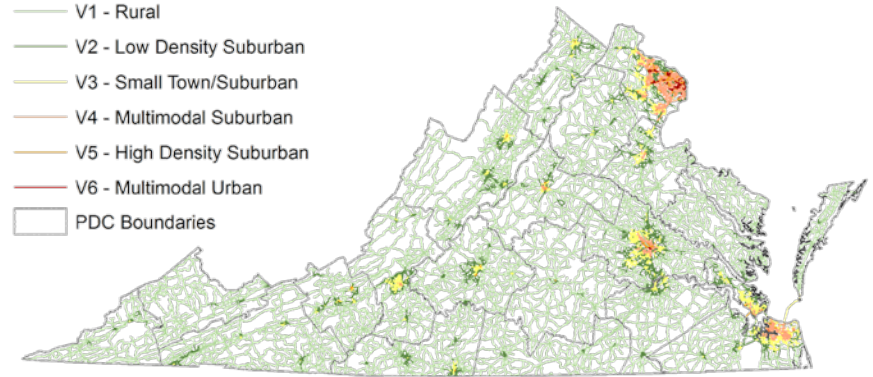 V1 - Rural
V2 - Low Density Suburban
V3 - Small Town/Suburban
V4 - Multimodal Suburban
V5 - High Density Suburban
V6 - Multimodal Urban
PDC Boundaries